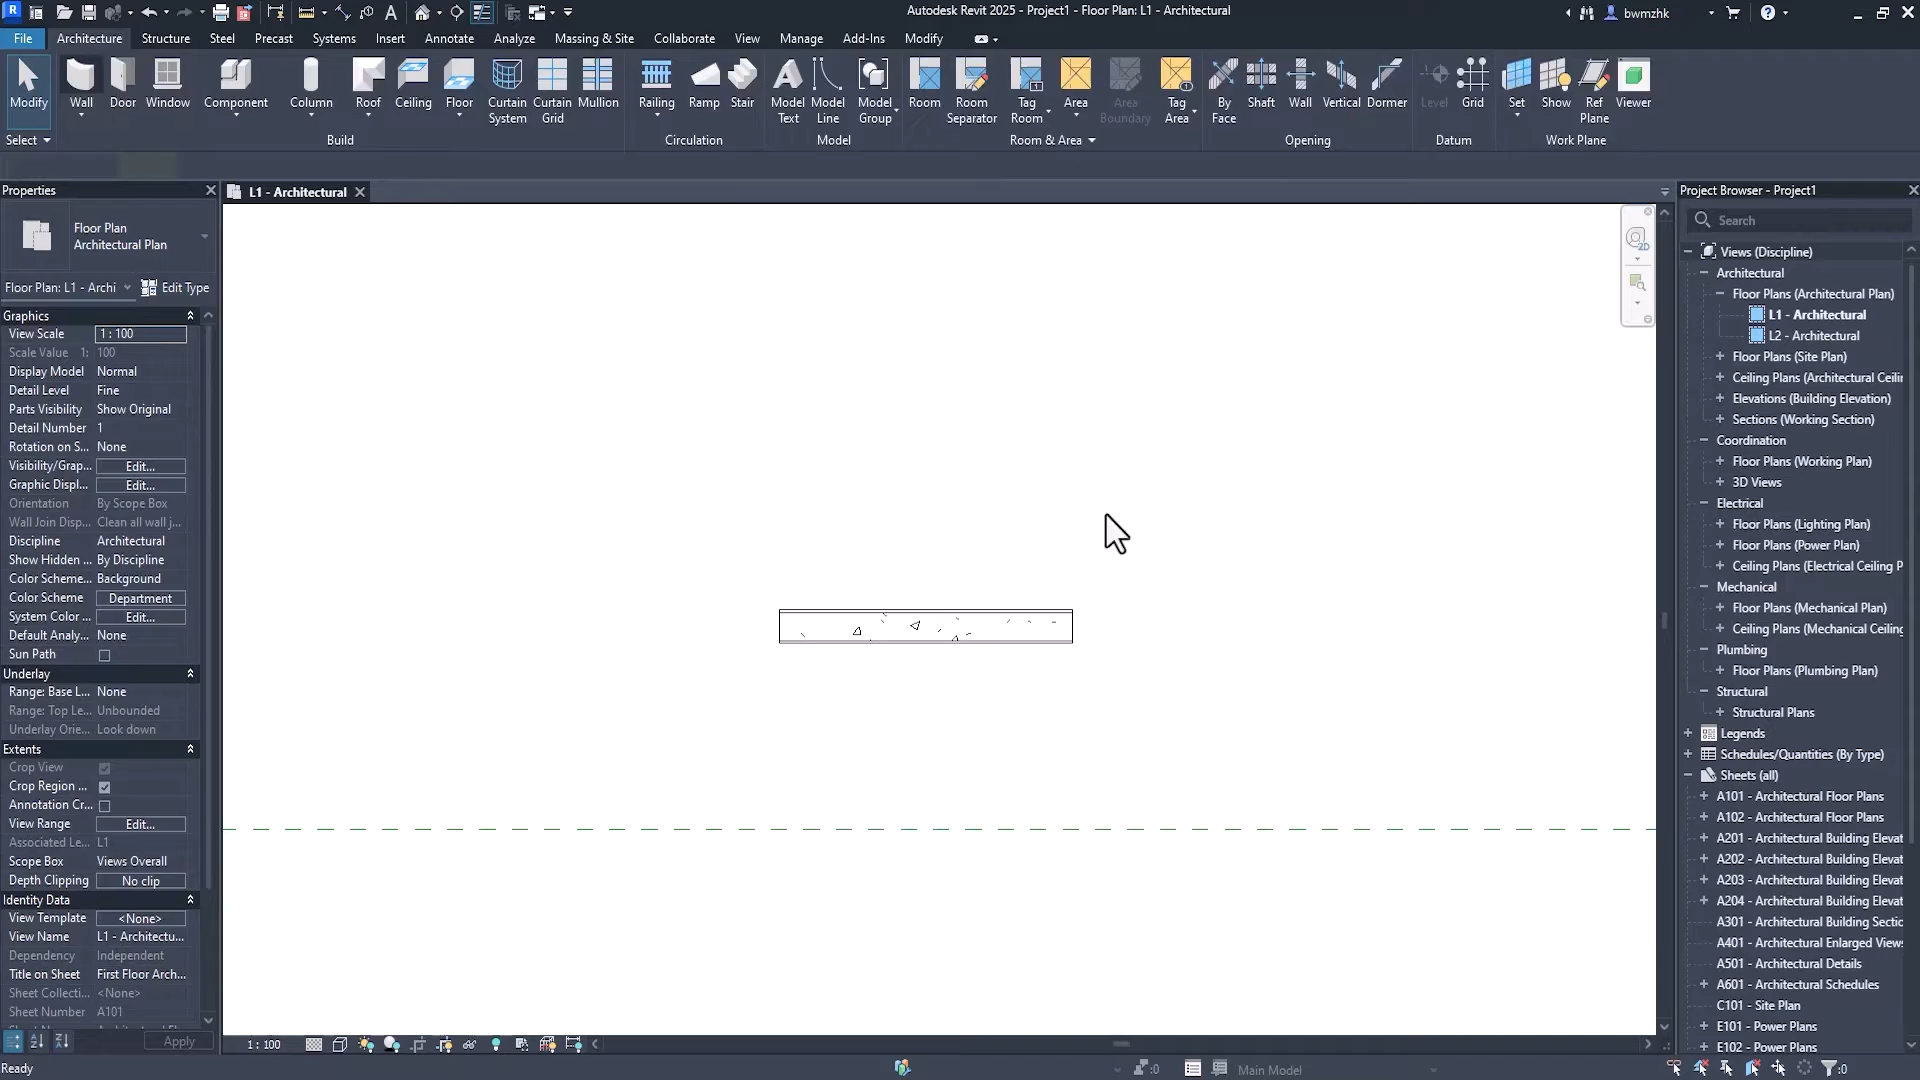 Autodesk Revit 2025 - Project1 - Floor Plan: L1 - Architectural
bwmzhk
File Architecture Structure Steel Precast Systems Insert Annotate Analyze Massing & Site Collaborate View Manage Add-Ins Modify
Modify Wall Door Window Component Column Roof Ceiling Floor Curtain System Curtain Grid Mullion Railing Ramp Stair Model Text Model Line Model Group Room Room Separator Tag Room Area Area Boundary Tag Area By Face Shaft Wall Vertical Dormer Level Grid Set Show Ref Plane Viewer
Select Build Circulation Model Room & Area Opening Datum Work Plane
Properties
Floor Plan
Architectural Plan
Floor Plan: L1 - Archi Edit Type
Graphics
View Scale 1 : 100
Scale Value 1: 100
Display Model Normal
Detail Level Fine
Parts Visibility Show Original
Detail Number 1
Rotation on S... None
Visibility/Grap... Edit...
Graphic Displ... Edit...
Orientation By Scope Box
Wall Join Disp... Clean all wall j...
Discipline Architectural
Show Hidden ... By Discipline
Color Scheme... Background
Color Scheme Department
System Color ... Edit...
Default Analy... None
Sun Path
Underlay
Range: Base L... None
Range: Top Le... Unbounded
Underlay Orie... Look down
Extents
Crop View
Crop Region ...
Annotation Cr...
View Range Edit...
Associated Le... L1
Scope Box Views Overall
Depth Clipping No clip
Identity Data
View Template <None>
View Name L1 - Architectu...
Dependency Independent
Title on Sheet First Floor Arch...
Sheet Collecti... <None>
Sheet Number A101
Apply
L1 - Architectural
2D
1 : 100
Project Browser - Project1
Search
Views (Discipline)
Architectural
Floor Plans (Architectural Plan)
L1 - Architectural
L2 - Architectural
Floor Plans (Site Plan)
Ceiling Plans (Architectural Ceilin
Elevations (Building Elevation)
Sections (Working Section)
Coordination
Floor Plans (Working Plan)
3D Views
Electrical
Floor Plans (Lighting Plan)
Floor Plans (Power Plan)
Ceiling Plans (Electrical Ceiling P
Mechanical
Floor Plans (Mechanical Plan)
Ceiling Plans (Mechanical Ceiling
Plumbing
Floor Plans (Plumbing Plan)
Structural
Structural Plans
Legends
Schedules/Quantities (By Type)
Sheets (all)
A101 - Architectural Floor Plans
A102 - Architectural Floor Plans
A201 - Architectural Building Elevat
A202 - Architectural Building Elevat
A203 - Architectural Building Elevat
A204 - Architectural Building Elevat
A301 - Architectural Building Sectio
A401 - Architectural Enlarged Views
A501 - Architectural Details
A601 - Architectural Schedules
C101 - Site Plan
E101 - Power Plans
E102 - Power Plans
Ready
:0 Main Model :0